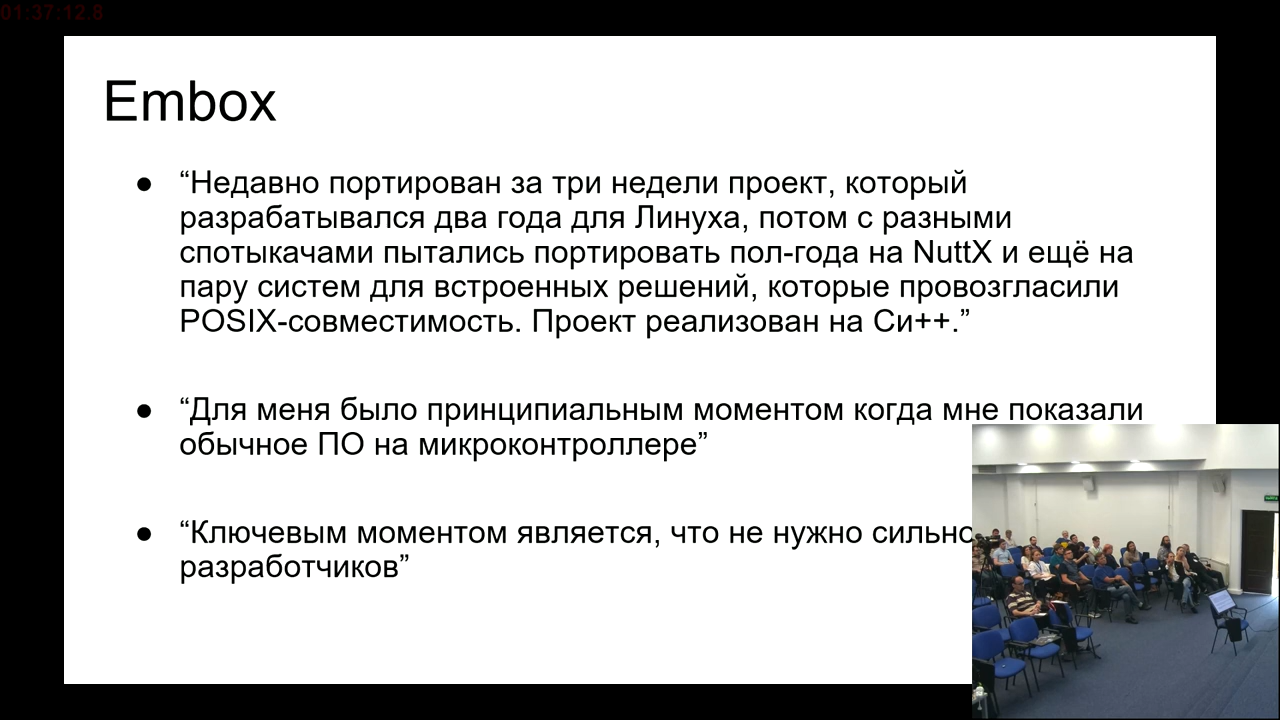 01:37:12.8
Embox
● “Недавно портирован за три недели проект, который
разрабатывался два года для Линуха, потом с разными
спотыкачами пытались портировать пол-года на NuttX и ещё на
пару систем для встроенных решений, которые провозгласили
POSIX-совместимость. Проект реализован на Си++.”
● “Для меня было принципиальным моментом когда мне показали
обычное ПО на микроконтроллере”
● “Ключевым моментом является, что не нужно сильно
разработчиков”